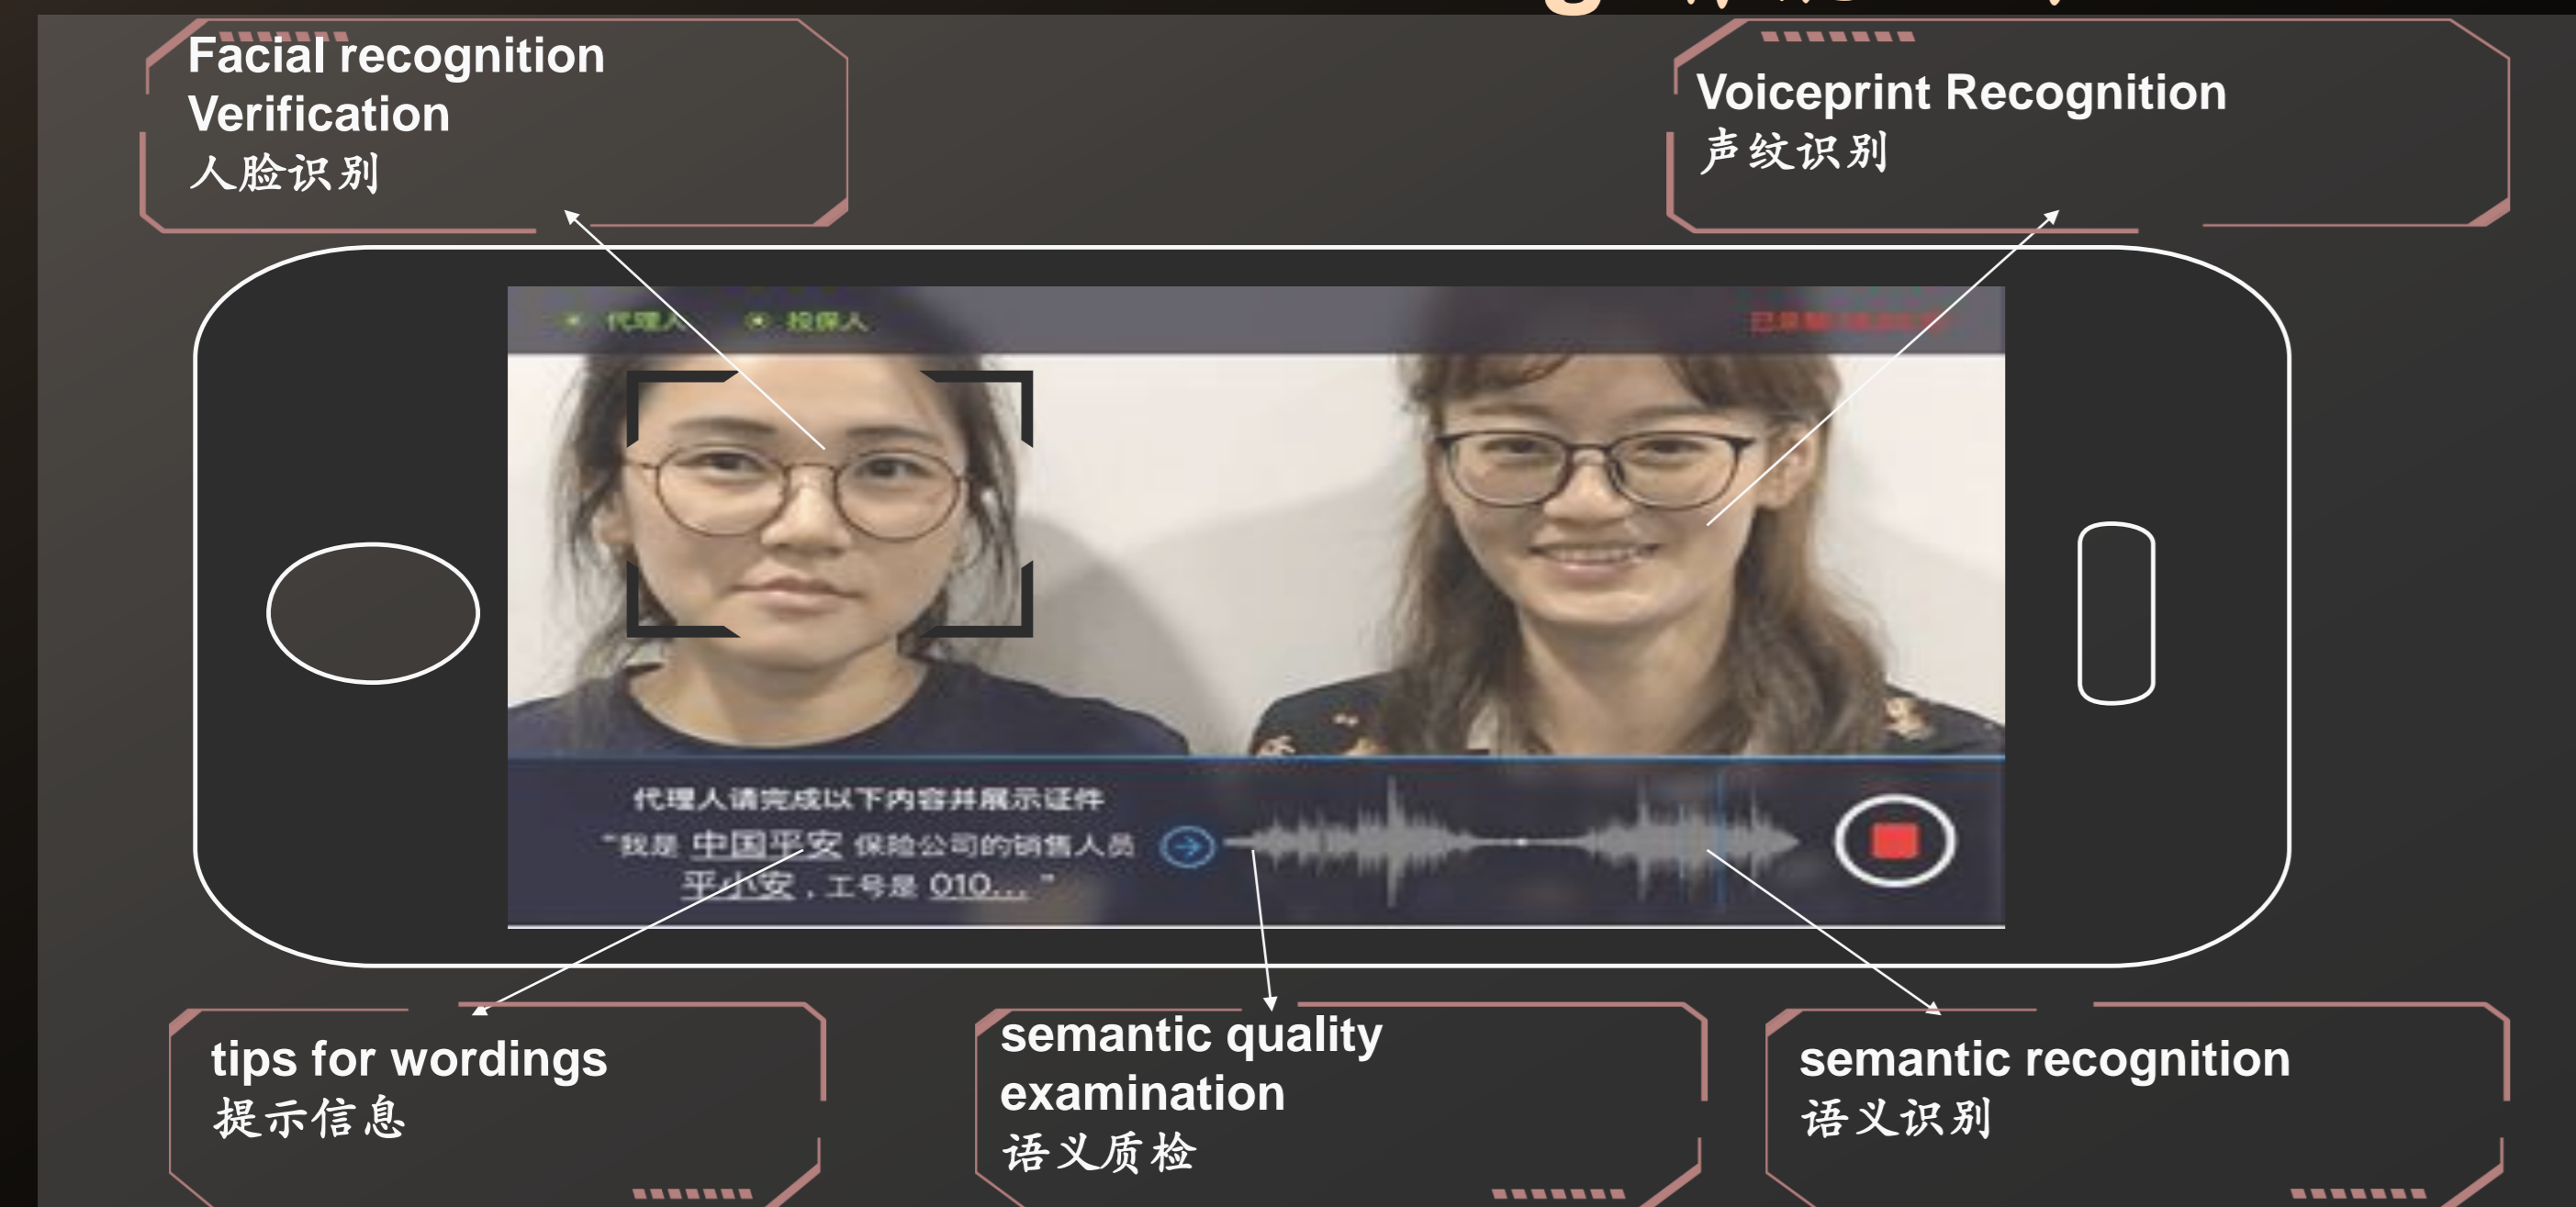 Facial recognition
Verification
人脸识别
Voiceprint Recognition
声纹识别
代理人 投保人
代理人请完成以下内容并展示证件
“我是 中国平安 保险公司的销售人员
平小安，工号是 010... ”
tips for wordings
提示信息
semantic quality
examination
语义质检
semantic recognition
语义识别